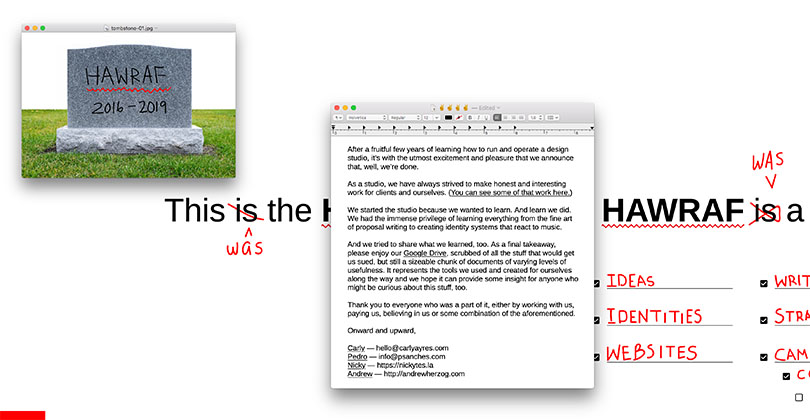 tombstone-01.jpg
HAWRAF
2016-2019
— Edited
Helvetica Regular 12 B I U 1.0
After a fruitful few years of learning how to run and operate a design
studio, it's with the utmost excitement and pleasure that we announce
that, well, we're done.
As a studio, we have always strived to make honest and interesting
work for clients and ourselves. (You can see some of that work here.)
We started the studio because we wanted to learn. And learn we did.
We had the immense privilege of learning everything from the fine art
of proposal writing to creating identity systems that react to music.
And we tried to share what we learned, too. As a final takeaway,
please enjoy our Google Drive, scrubbed of all the stuff that would get
us sued, but still a sizeable chunk of documents of varying levels of
usefulness. It represents the tools we used and created for ourselves
along the way and we hope it can provide some insight for anyone who
might be curious about this stuff, too.
Thank you to everyone who was a part of it, either by working with us,
paying us, believing in us or some combination of the aforementioned.
Onward and upward,
Carly — hello@carlyayres.com
Pedro — info@psanches.com
Nicky — https://nickytes.la
Andrew — http://andrewherzog.com
WAS
This is the H HAWRAF is a
was
IDEAS WRIT
IDENTITIES STRA
WEBSITES CAM
C